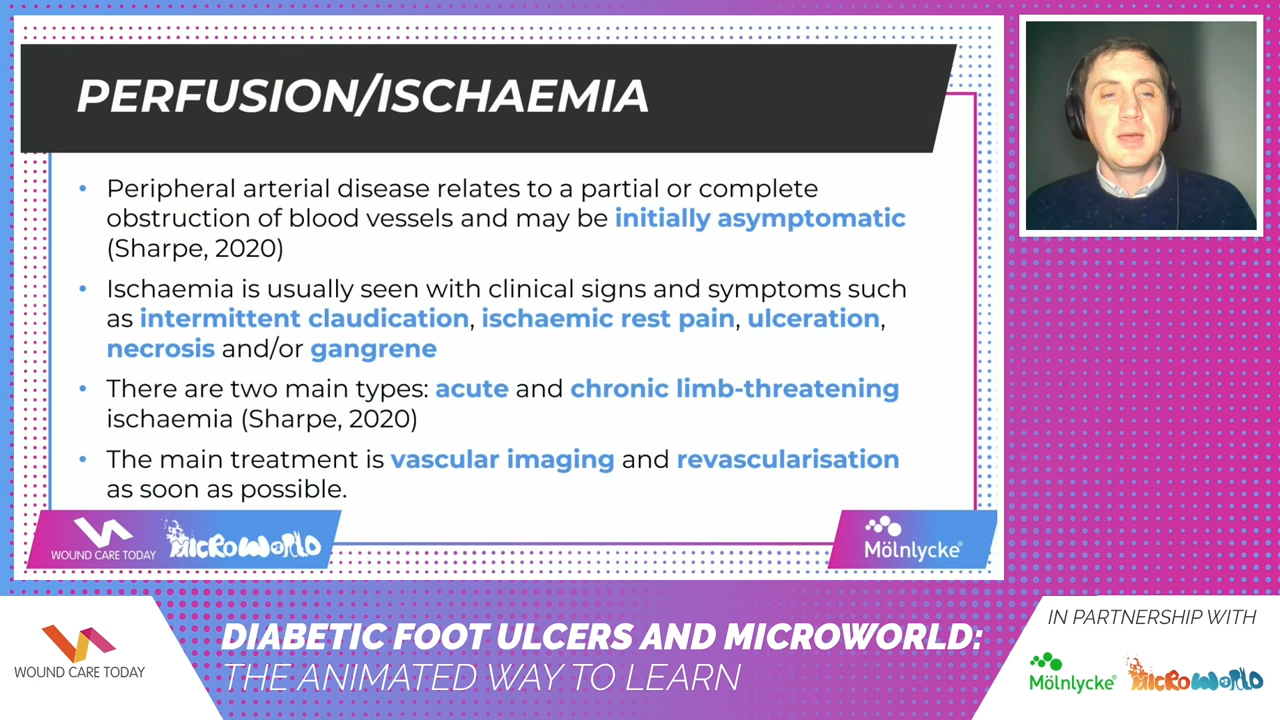 PERFUSION/ISCHAEMIA
• Peripheral arterial disease relates to a partial or complete
obstruction of blood vessels and may be initially asymptomatic
(Sharpe, 2020)
• Ischaemia is usually seen with clinical signs and symptoms such
as intermittent claudication, ischaemic rest pain, ulceration,
necrosis and/or gangrene
• There are two main types: acute and chronic limb-threatening
ischaemia (Sharpe, 2020)
• The main treatment is vascular imaging and revascularisation
as soon as possible.
WOUND CARE TODAY
MICROWORLD
Mölnlycke®
WOUND CARE TODAY
DIABETIC FOOT ULCERS AND MICROWORLD:
THE ANIMATED WAY TO LEARN
IN PARTNERSHIP WITH
Mölnlycke®
MICROWORLD